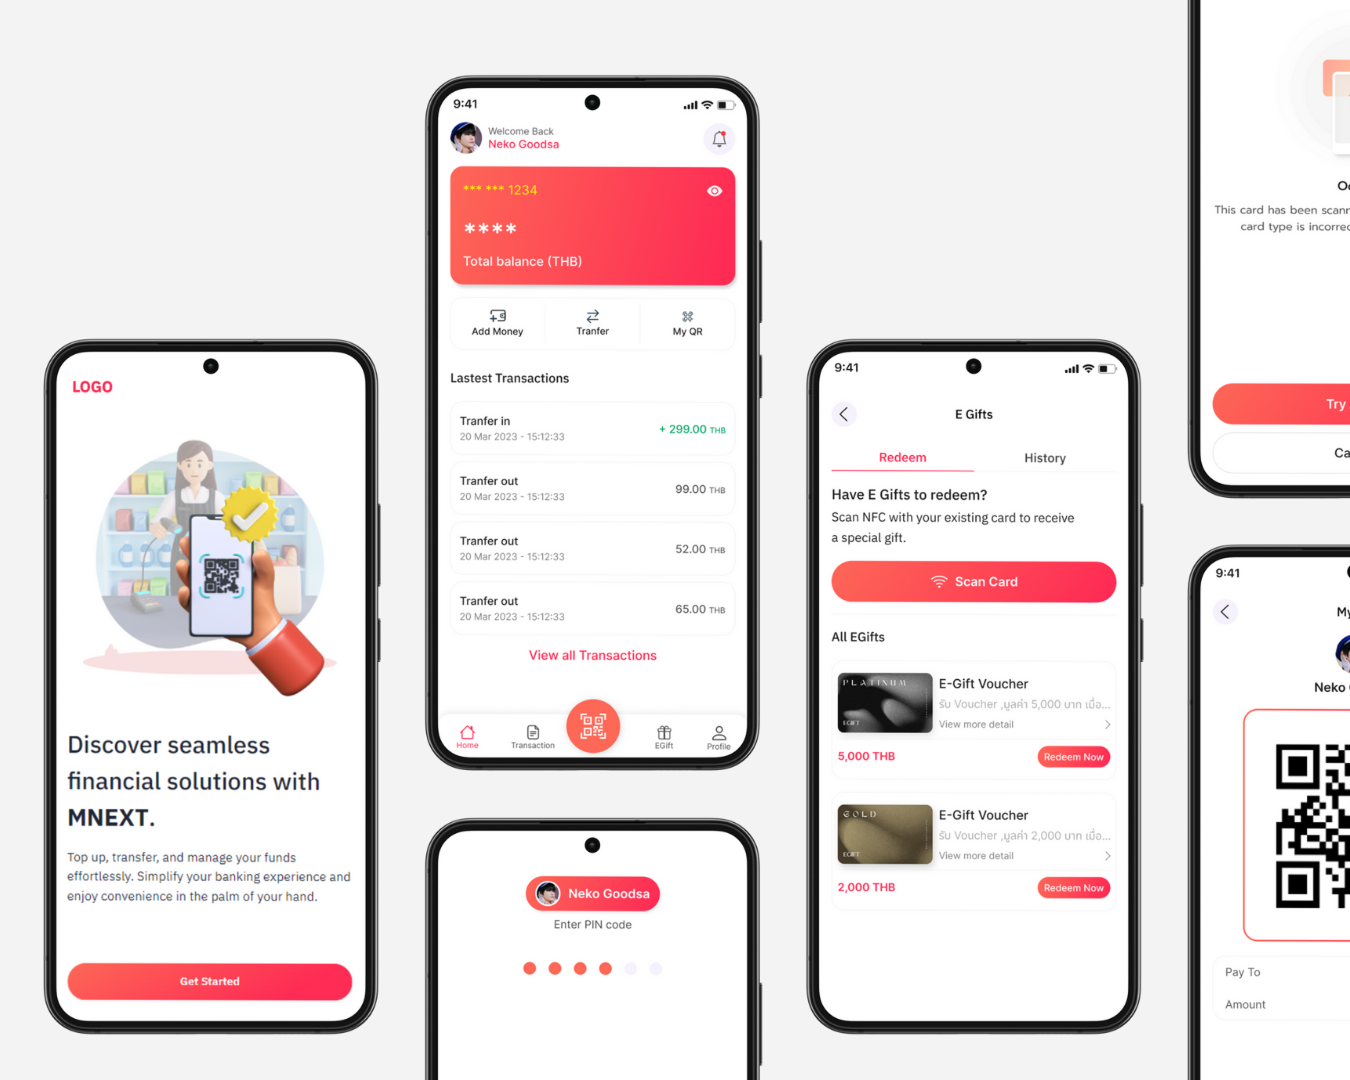 LOGO
Discover seamless
financial solutions with
MNEXT.
Top up, transfer, and manage your funds
effortlessly. Simplify your banking experience and
enjoy convenience in the palm of your hand.
Get Started
9:41
Welcome Back
Neko Goodsa
*** *** 1234
****
Total balance (THB)
Add Money
Tranfer
My QR
Lastest Transactions
Tranfer in
20 Mar 2023 - 15:12:33
+ 299.00 THB
Tranfer out
20 Mar 2023 - 15:12:33
99.00 THB
Tranfer out
20 Mar 2023 - 15:12:33
52.00 THB
Tranfer out
20 Mar 2023 - 15:12:33
65.00 THB
View all Transactions
Home
Transaction
EGift
Profile
Neko Goodsa
Enter PIN code
9:41
E Gifts
Redeem
History
Have E Gifts to redeem?
Scan NFC with your existing card to receive
a special gift.
Scan Card
All EGifts
PLATINUM
EGIFT
E-Gift Voucher
รับ Voucher ,มูลค่า 5,000 บาท เมื่อ...
View more detail
5,000 THB
Redeem Now
GOLD
EGIFT
E-Gift Voucher
รับ Voucher ,มูลค่า 2,000 บาท เมื่อ...
View more detail
2,000 THB
Redeem Now
This card has been scann
card type is incorrec
Try
Ca
9:41
My
Neko
Pay To
Amount